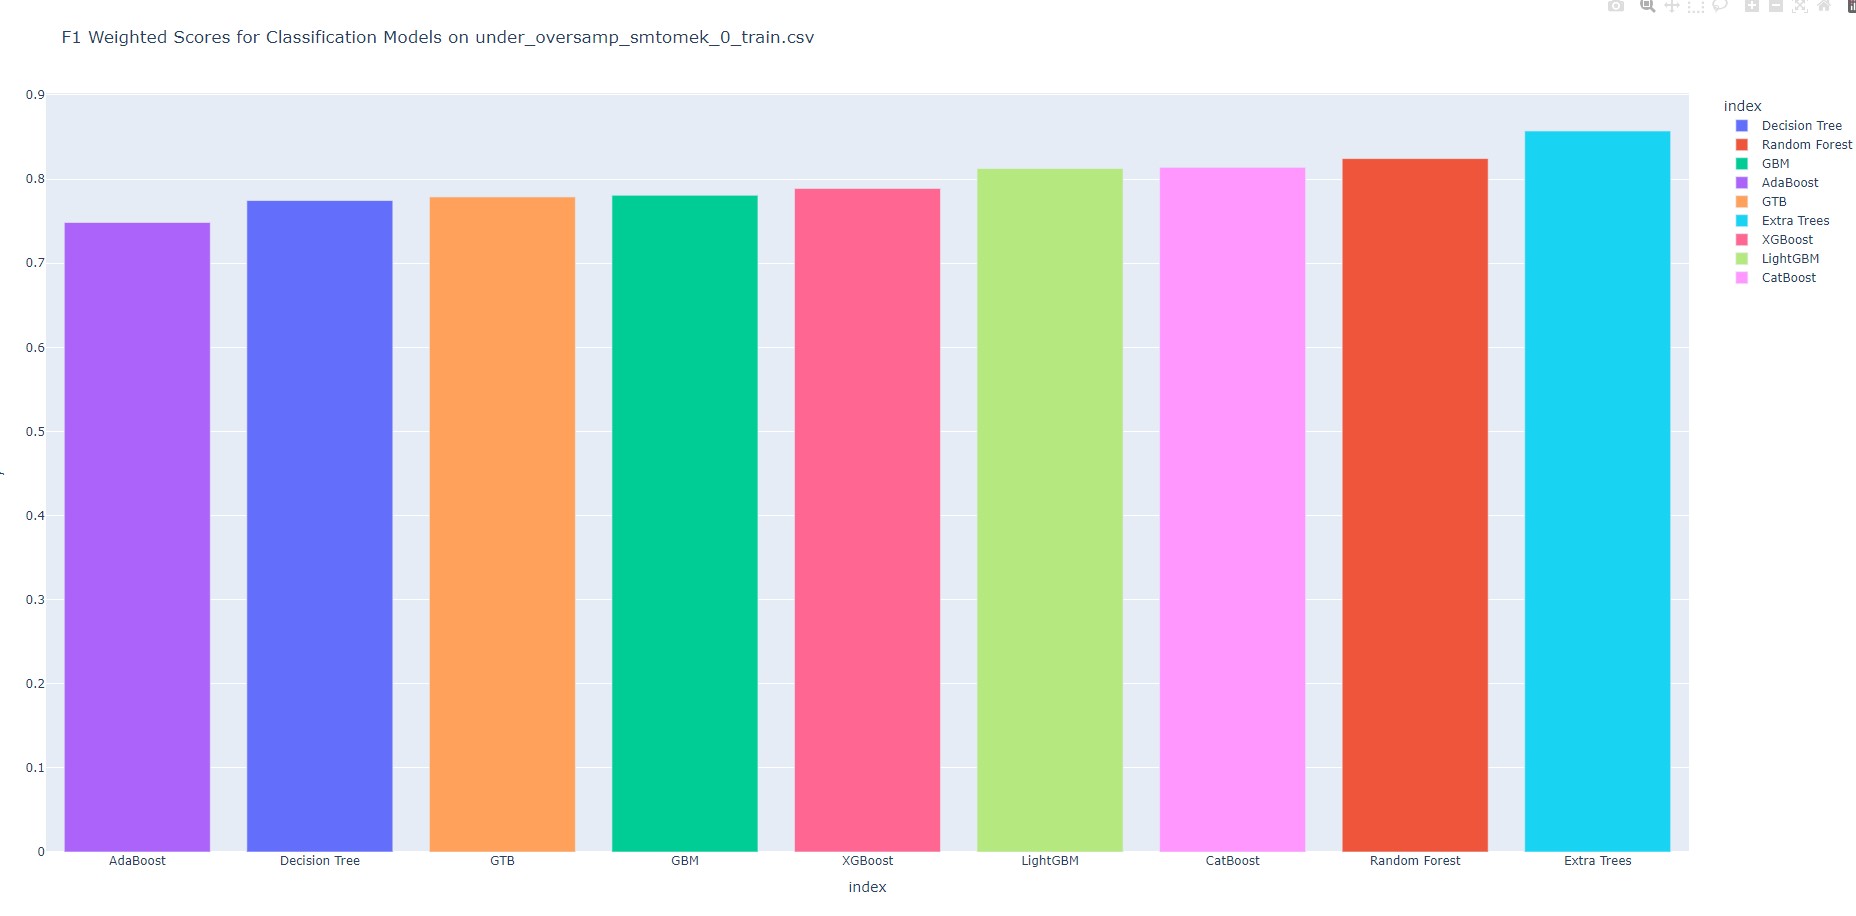 F1 Weighted Scores for Classification Models on under_oversamp_smtomek_0_train.csv
0.9
0.8
0.7
0.6
0.5
0.4
0.3
0.2
0.1
0
AdaBoost
Decision Tree
GTB
GBM
XGBoost
LightGBM
CatBoost
Random Forest
Extra Trees
index
index
Decision Tree
Random Forest
GBM
AdaBoost
GTB
Extra Trees
XGBoost
LightGBM
CatBoost